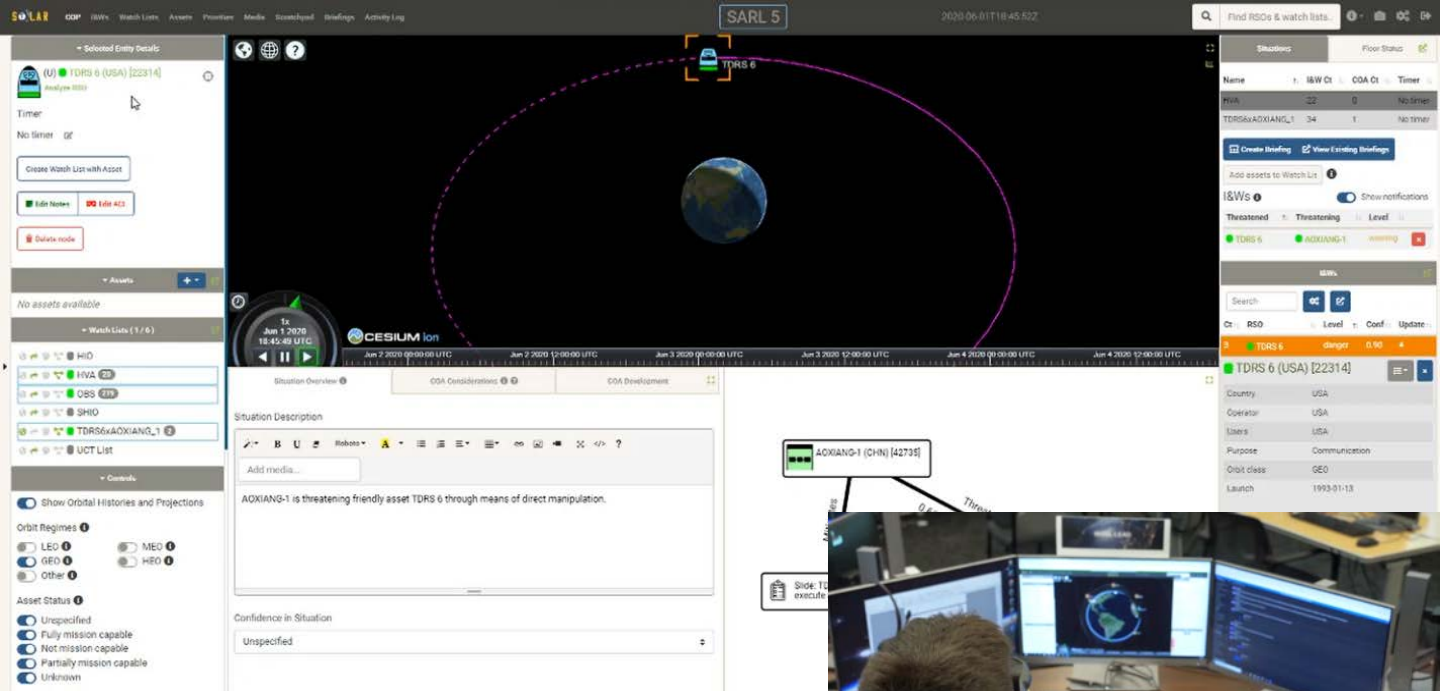 SOLAR COP I&Ws Watch Lists Assets Priorities Media Scratchpad Briefings Activity Log
SARL 5
2020-06-01T18:45:52Z
Find RSOs & watch lists..
Selected Entity Details
(U) TDRS 6 (USA) [22314]
Analyze RSO
Timer
No timer
Create Watch List with Asset
Edit Notes Edit ACI
Delete node
Assets
No assets available
Watch Lists (1/6)
HIO
HVA 29
OBS
SHIO
TDRS6xAOXIANG_1 2
UCT List
Controls
Show Orbital Histories and Projections
Orbit Regimes
LEO MEO
GEO HEO
Other
Asset Status
Unspecified
Fully mission capable
Not mission capable
Partially mission capable
Unknown
TDRS 6
1x
Jun 1 2020
18:45:49 UTC
CESIUM ion
Jun 2 2020 00:00:00 UTC Jun 2 2020 12:00:00 UTC Jun 3 2020 00:00:00 UTC Jun 3 2020 12:00:00 UTC Jun 4 2020 00:00:00 UTC Jun 4 2020 12:00:00 UTC
Situation Overview COA Considerations COA Development
Situation Description
B U Roboto A </> ?
Add media...
AOXIANG-1 is threatening friendly asset TDRS 6 through means of direct manipulation.
Confidence in Situation
Unspecified
AOXIANG-1 (CHN) [42735]
Threa
0.6
Slide: TD
execute
Situations Floor Status
Name I&W Ct COA Ct Timer
HVA 22 0 No timer
TDRS6xAOXIANG_1 34 1 No timer
Create Briefing View Existing Briefings
Add assets to Watch Lis
I&Ws Show notifications
Threatened Threatening Level
TDRS 6 AOXIANG-1 warning
I&Ws
Search
Ct RSO Level Conf Update
3 TDRS 6 danger 0.90 4
TDRS 6 (USA) [22314]
Country USA
Operator USA
Users USA
Purpose Communication
Orbit class GEO
Launch 1993-01-13